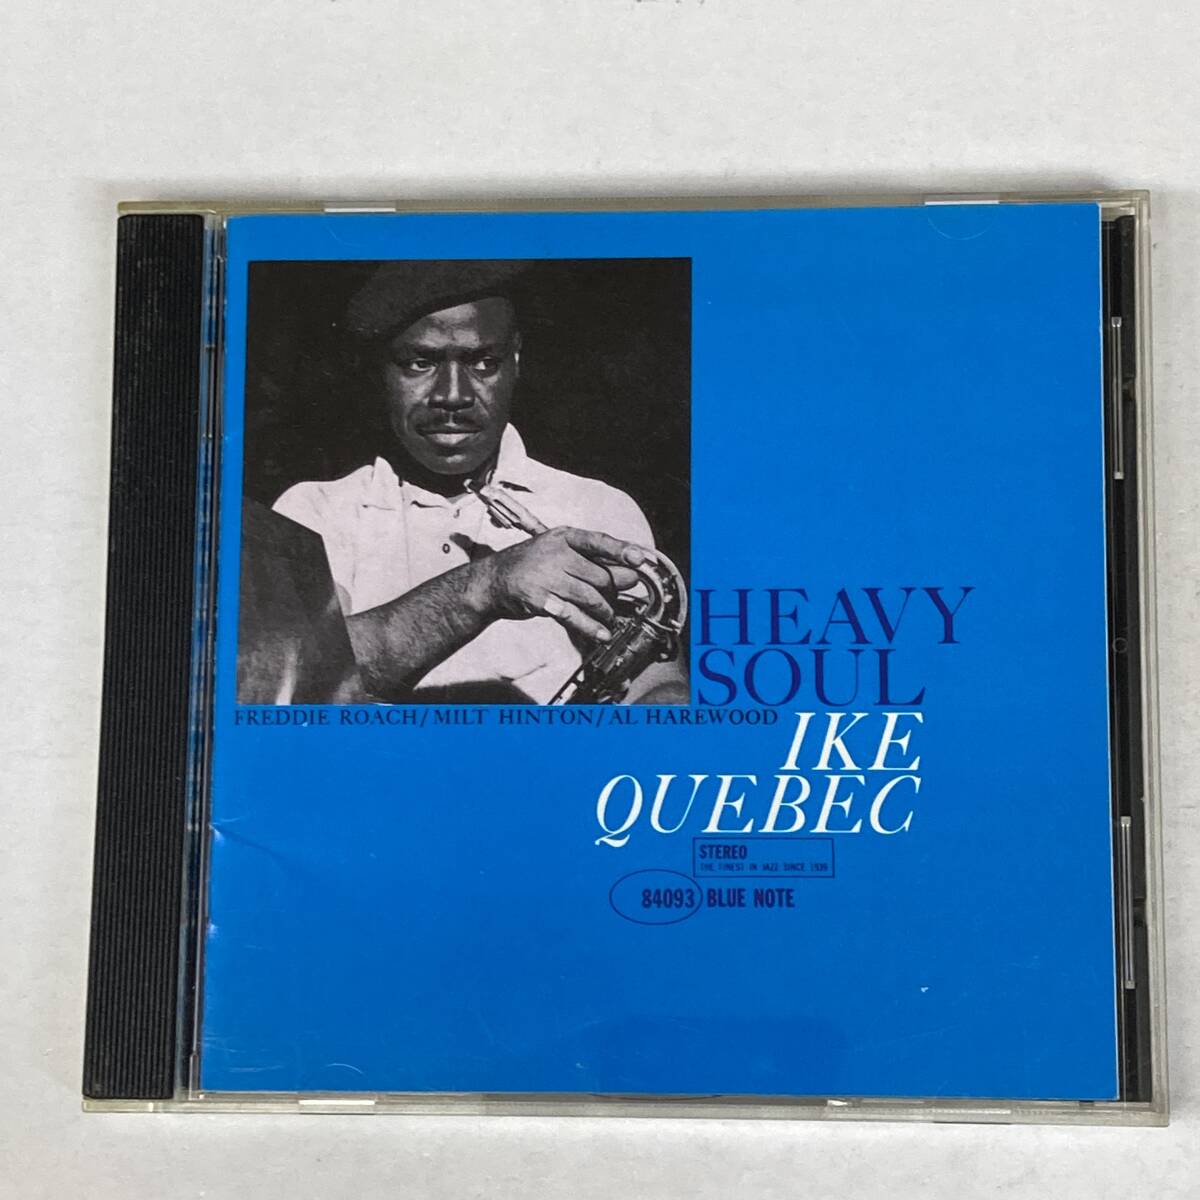 HEAVY
SOUL
FREDDIE ROACH/MILT HINTON/AL HAREWOOD
IKE
QUEBEC
STEREO
THE FINEST IN JAZZ SINCE 1939
84093 BLUE NOTE